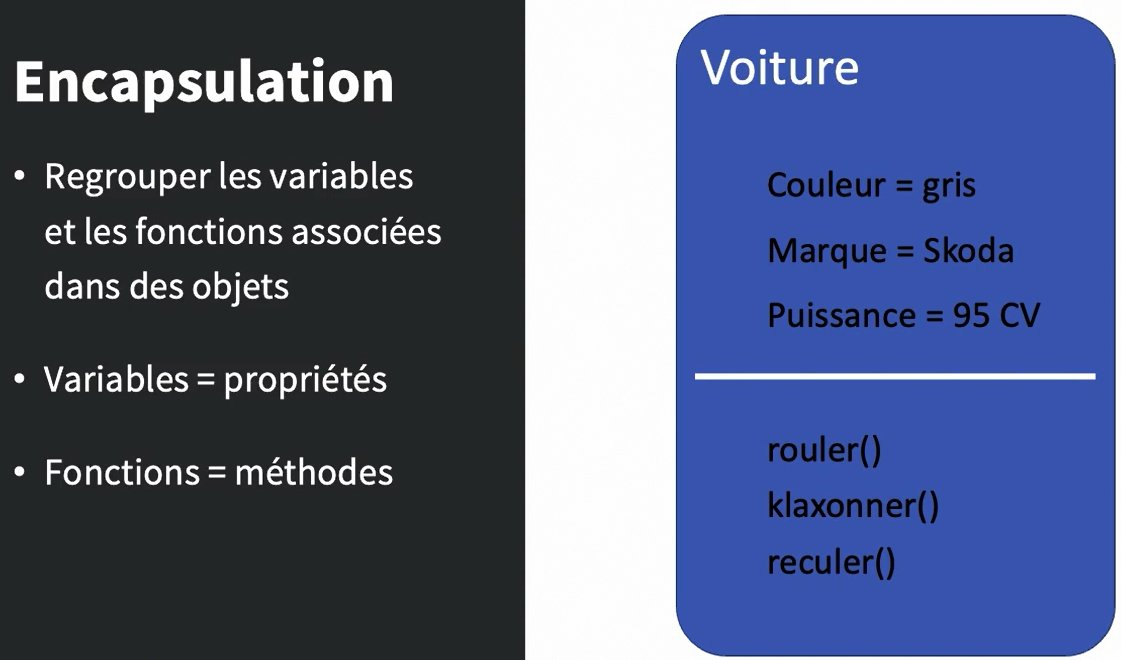 Encapsulation
• Regrouper les variables
et les fonctions associées
dans des objets
• Variables = propriétés
• Fonctions = méthodes
Voiture
Couleur = gris
Marque = Skoda
Puissance = 95 CV
rouler()
klaxonner()
reculer()